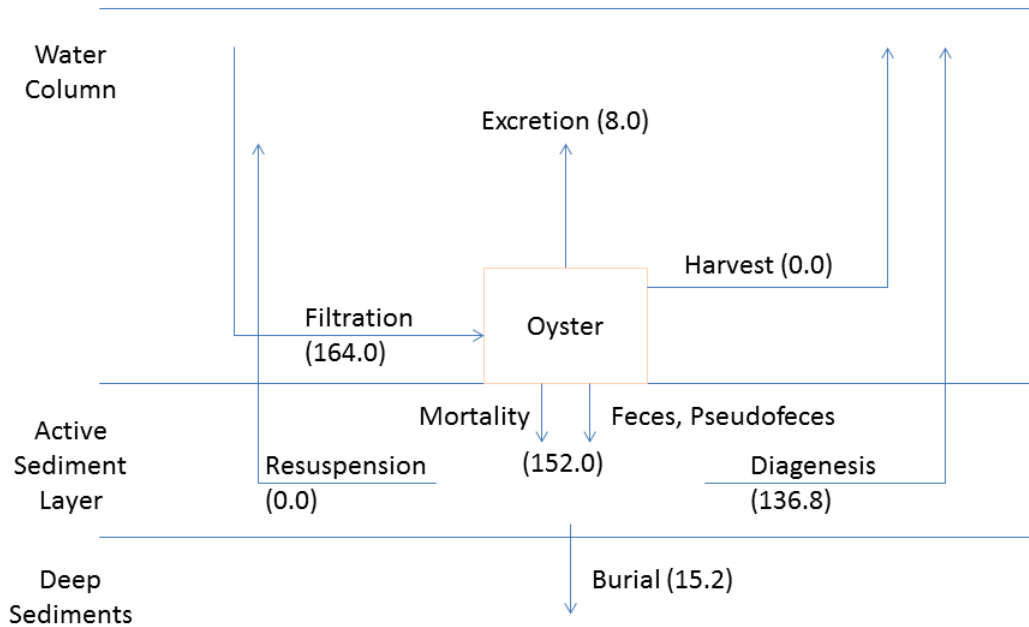 Water
Column
Excretion (8.0)
Harvest (0.0)
Filtration
(164.0)
Oyster
Mortality
Feces, Pseudofeces
(152.0)
Active
Sediment
Layer
Resuspension
(0.0)
Diagenesis
(136.8)
Deep
Sediments
Burial (15.2)